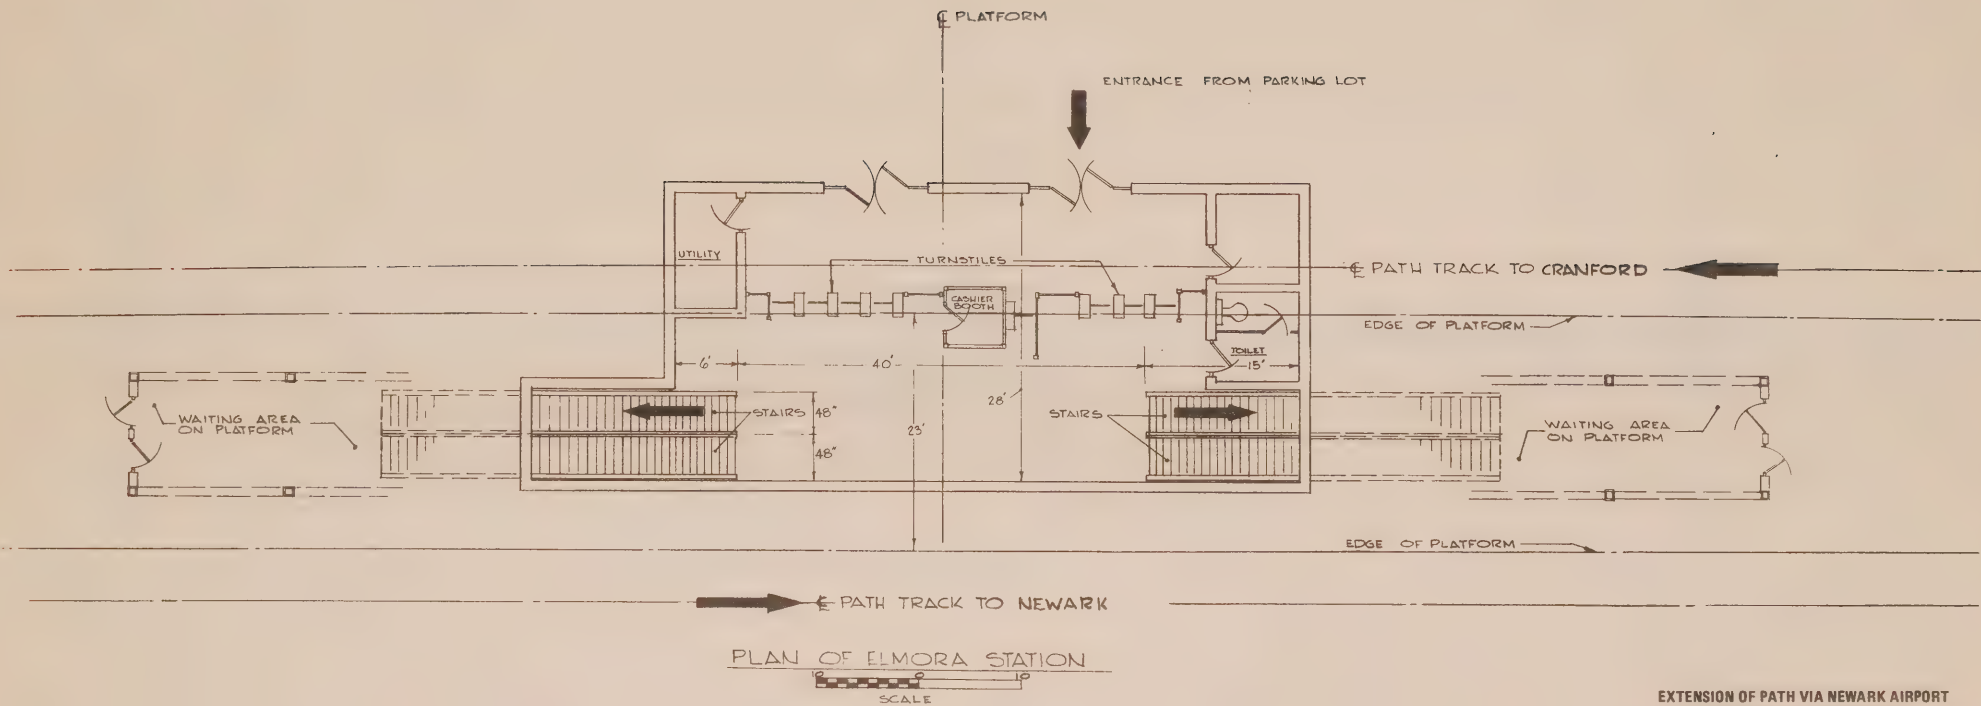 ℄ PLATFORM
ENTRANCE FROM PARKING LOT
UTILITY
TURNSTILES
CASHIER
BOOTH
℄ PATH TRACK TO CRANFORD
EDGE OF PLATFORM
TOILET
6'
40'
15'
WAITING AREA
ON PLATFORM
STAIRS
48"
48"
23'
28'
STAIRS
WAITING AREA
ON PLATFORM
EDGE OF PLATFORM
℄ PATH TRACK TO NEWARK
PLAN OF ELMORA STATION
10 0 10
SCALE
EXTENSION OF PATH VIA NEWARK AIRPORT